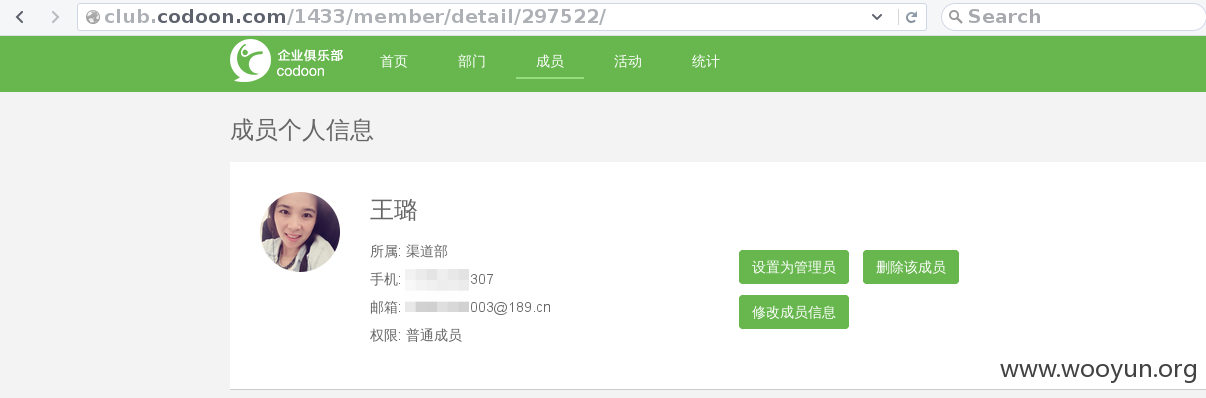 club.codoon.com/1433/member/detail/297522/
Search
企业俱乐部
codoon
首页 部门 成员 活动 统计
成员个人信息
王璐
所属: 渠道部
手机: 307
邮箱: 003@189.cn
权限: 普通成员
设置为管理员 删除该成员
修改成员信息
www.wooyun.org